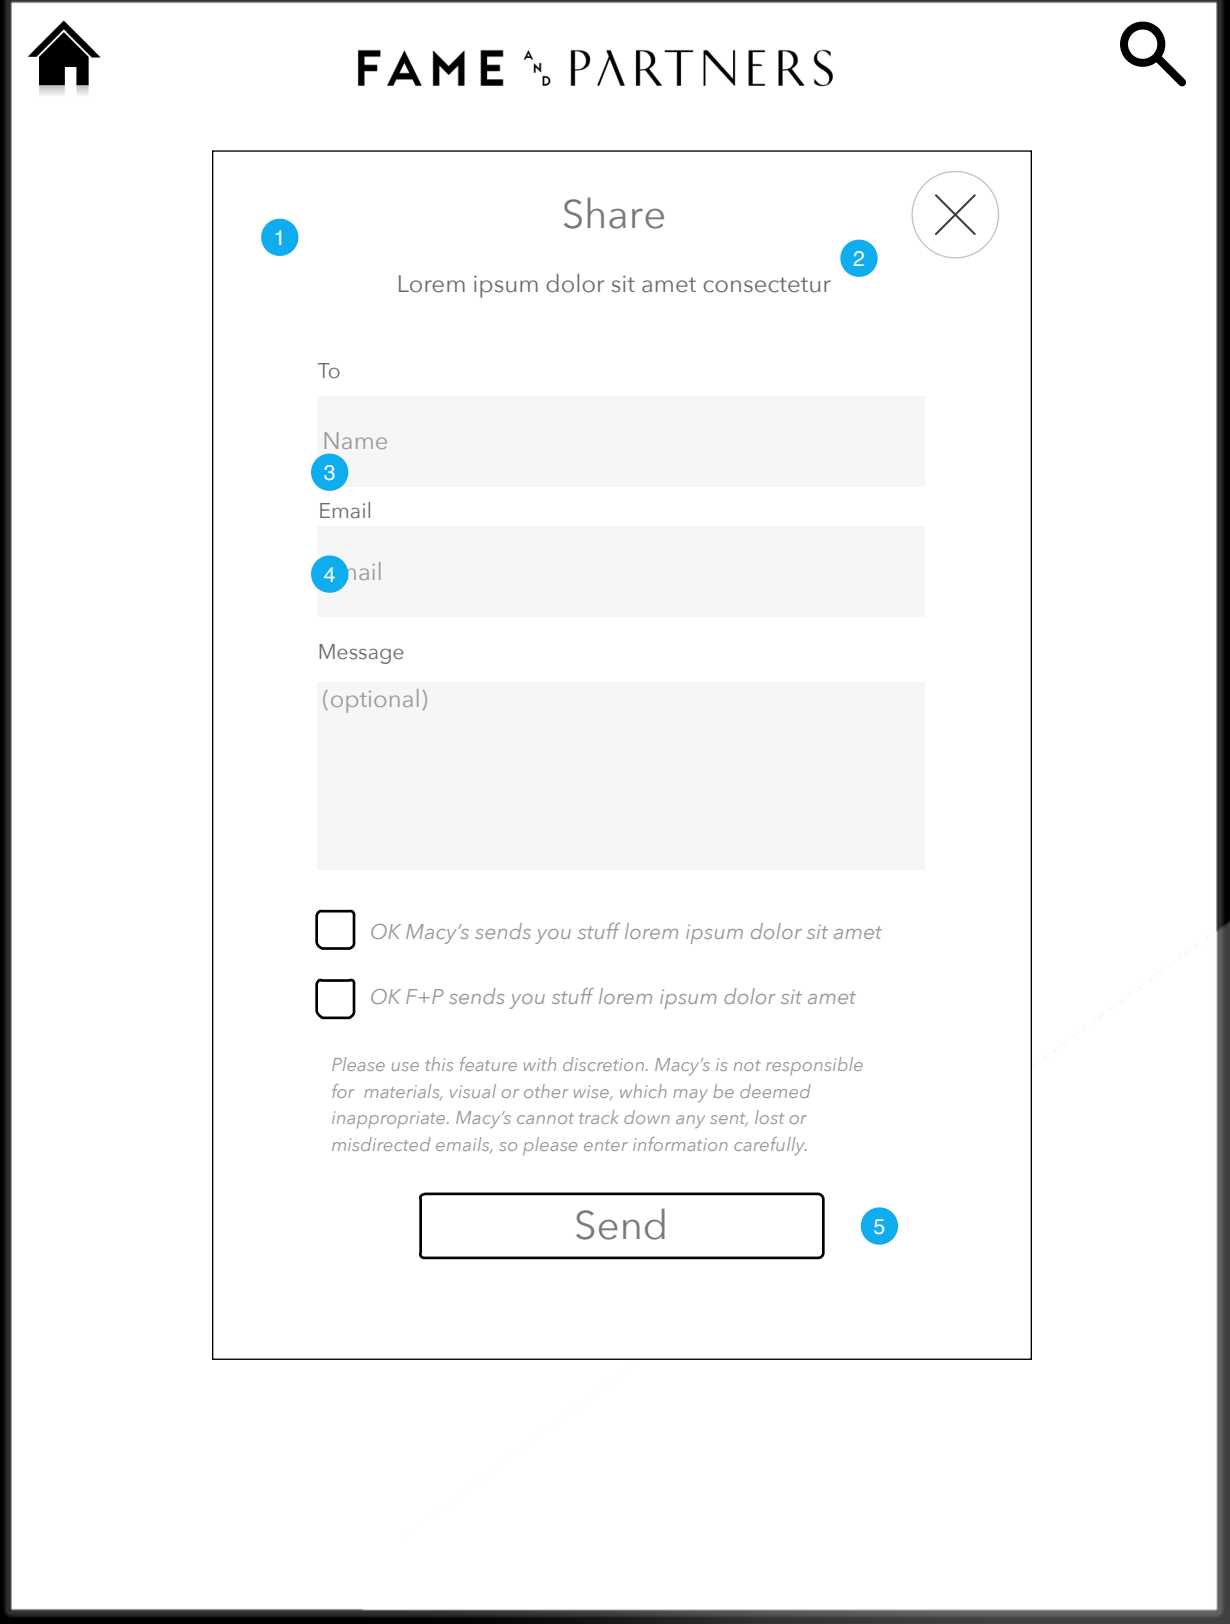 FAME AND PARTNERS
Share
1
2
Lorem ipsum dolor sit amet consectetur
To
Name
3
Email
4 mail
Message
(optional)
OK Macy’s sends you stuff lorem ipsum dolor sit amet
OK F+P sends you stuff lorem ipsum dolor sit amet
Please use this feature with discretion. Macy’s is not responsible
for materials, visual or other wise, which may be deemed
inappropriate. Macy’s cannot track down any sent, lost or
misdirected emails, so please enter information carefully.
Send
5